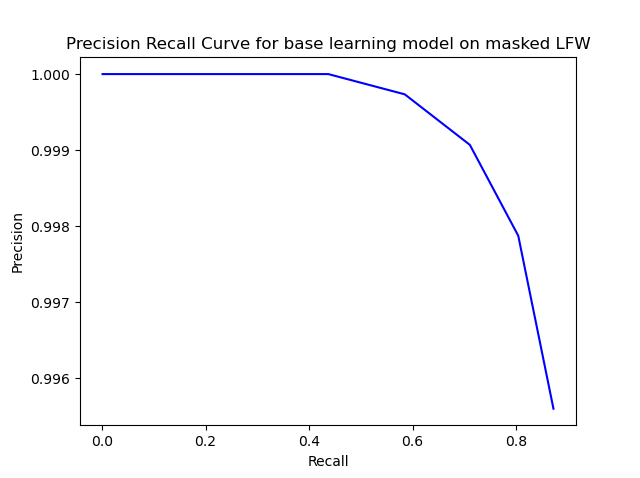 Precision Recall Curve for base learning model on masked LFW
1.000
0.999
0.998
0.997
0.996
Precision
0.0 0.2 0.4 0.6 0.8
Recall